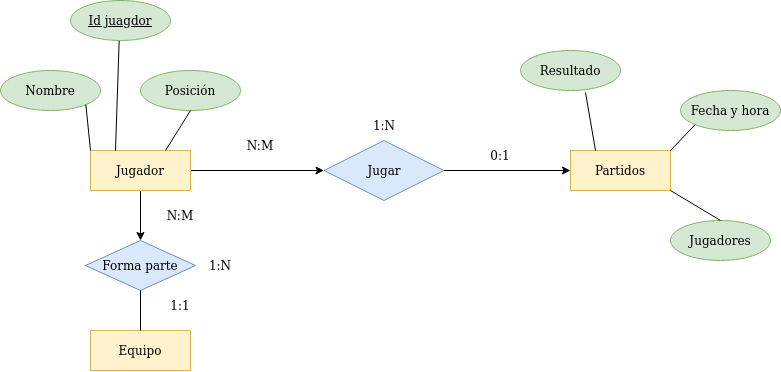 Id juagdor
Nombre
Posición
Resultado
Fecha y hora
Jugador
N:M
1:N
Jugar
0:1
Partidos
Jugadores
N:M
Forma parte
1:N
1:1
Equipo